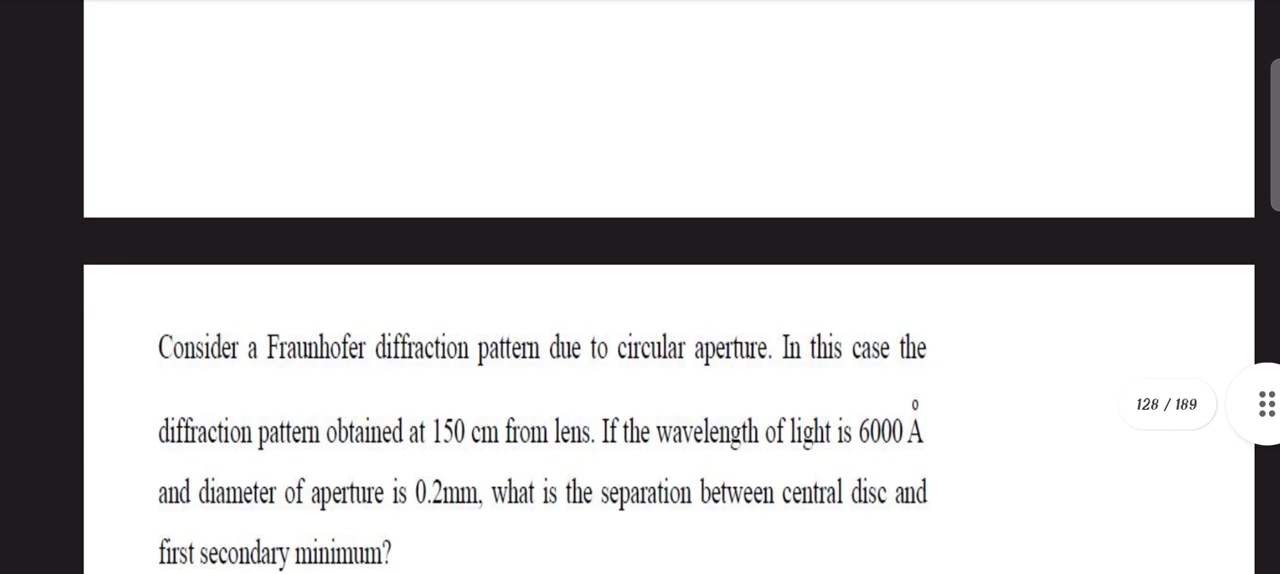 Consider a Fraunhofer diffraction pattern due to circular aperture. In this case the
diffraction pattern obtained at 150 cm from lens. If the wavelength of light is 6000 Å
128 / 189
and diameter of aperture is 0.2mm, what is the separation between central disc and
first secondary minimum?